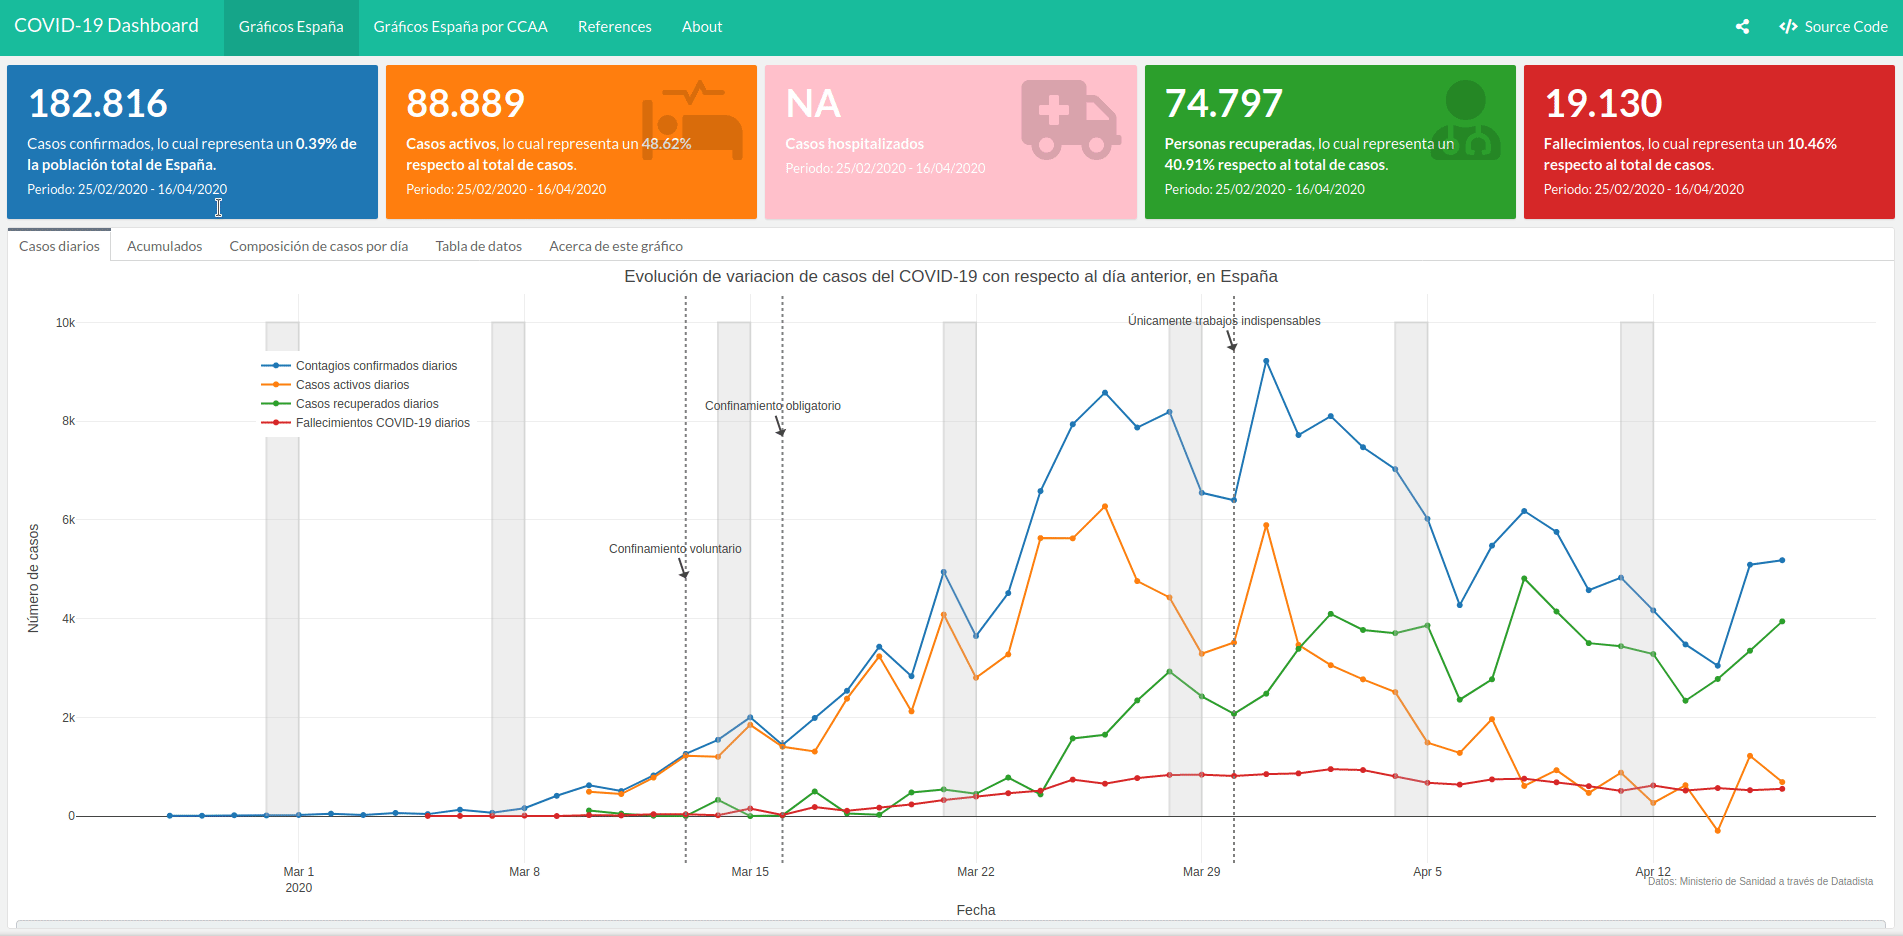 COVID-19 Dashboard
Gráficos España
Gráficos España por CCAA
References
About
Source Code
182.816
Casos confirmados, lo cual representa un 0.39% de
la población total de España.
Periodo: 25/02/2020 - 16/04/2020
88.889
Casos activos, lo cual representa un 48.62%
respecto al total de casos.
Periodo: 25/02/2020 - 16/04/2020
NA
Casos hospitalizados
Periodo: 25/02/2020 - 16/04/2020
74.797
Personas recuperadas, lo cual representa un
40.91% respecto al total de casos.
Periodo: 25/02/2020 - 16/04/2020
19.130
Fallecimientos, lo cual representa un 10.46%
respecto al total de casos.
Periodo: 25/02/2020 - 16/04/2020
Casos diarios
Acumulados
Composición de casos por día
Tabla de datos
Acerca de este gráfico
Evolución de variacion de casos del COVID-19 con respecto al día anterior, en España
Número de casos
10k
8k
6k
4k
2k
0
Contagios confirmados diarios
Casos activos diarios
Casos recuperados diarios
Fallecimientos COVID-19 diarios
Confinamiento voluntario
Confinamiento obligatorio
Únicamente trabajos indispensables
Mar 1
2020
Mar 8
Mar 15
Mar 22
Mar 29
Apr 5
Apr 12
Datos: Ministerio de Sanidad a través de Datadista
Fecha